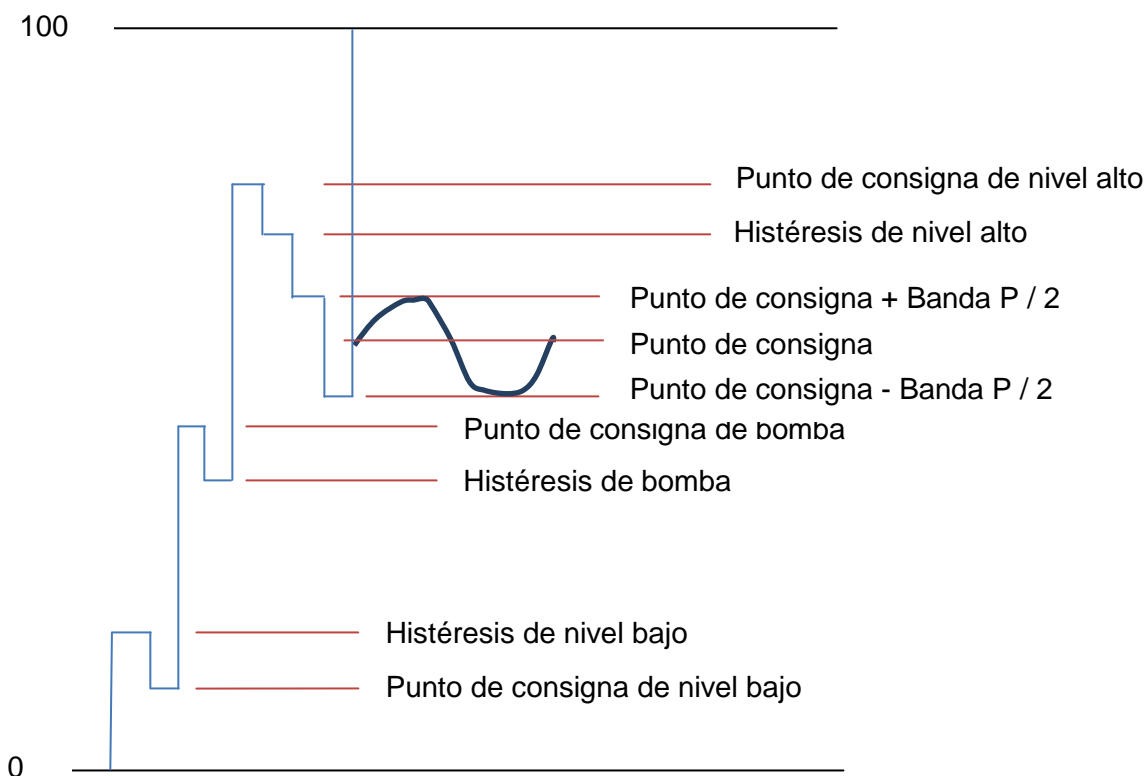 100
Punto de consigna de nivel alto
Histéresis de nivel alto
Punto de consigna + Banda P / 2
Punto de consigna
Punto de consigna - Banda P / 2
Punto de consigna de bomba
Histéresis de bomba
Histéresis de nivel bajo
Punto de consigna de nivel bajo
0